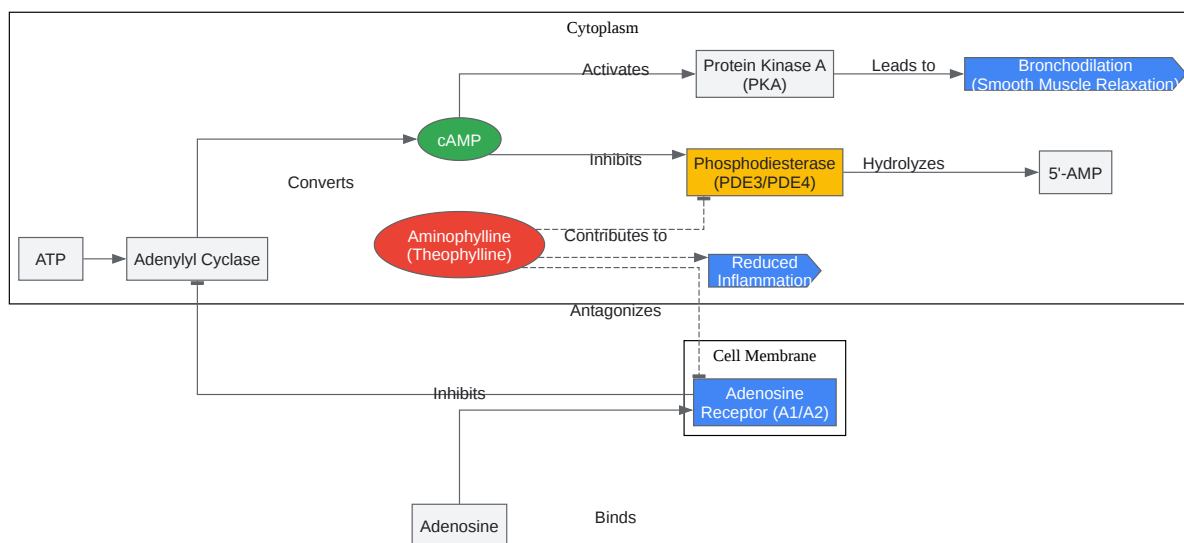 Cytoplasm
Activates
Protein Kinase A
(PKA)
Leads to
Bronchodilation
(Smooth Muscle Relaxation)
cAMP
Inhibits
Phosphodiesterase
(PDE3/PDE4)
Hydrolyzes
5'-AMP
Converts
ATP
Adenylyl Cyclase
Aminophylline
(Theophylline)
Contributes to
Reduced
Inflammation
Antagonizes
Cell Membrane
Inhibits
Adenosine
Receptor (A1/A2)
Adenosine
Binds